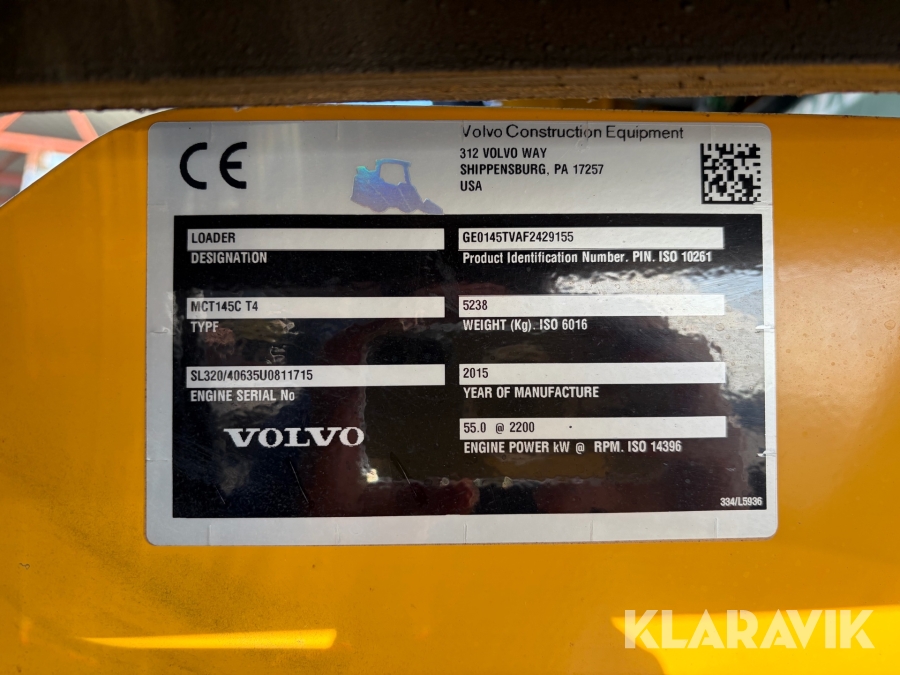 CE
Volvo Construction Equipment
312 VOLVO WAY
SHIPPENSBURG, PA 17257
USA
LOADER
DESIGNATION
GE0145TVAF2429155
Product Identification Number. PIN. ISO 10261
MCT145C T4
TYPE
5238
WEIGHT (Kg). ISO 6016
SL320/40635U0811715
ENGINE SERIAL No
2015
YEAR OF MANUFACTURE
55.0 @ 2200
ENGINE POWER kW @ RPM. ISO 14396
VOLVO
334/L5936
KLARAVIK